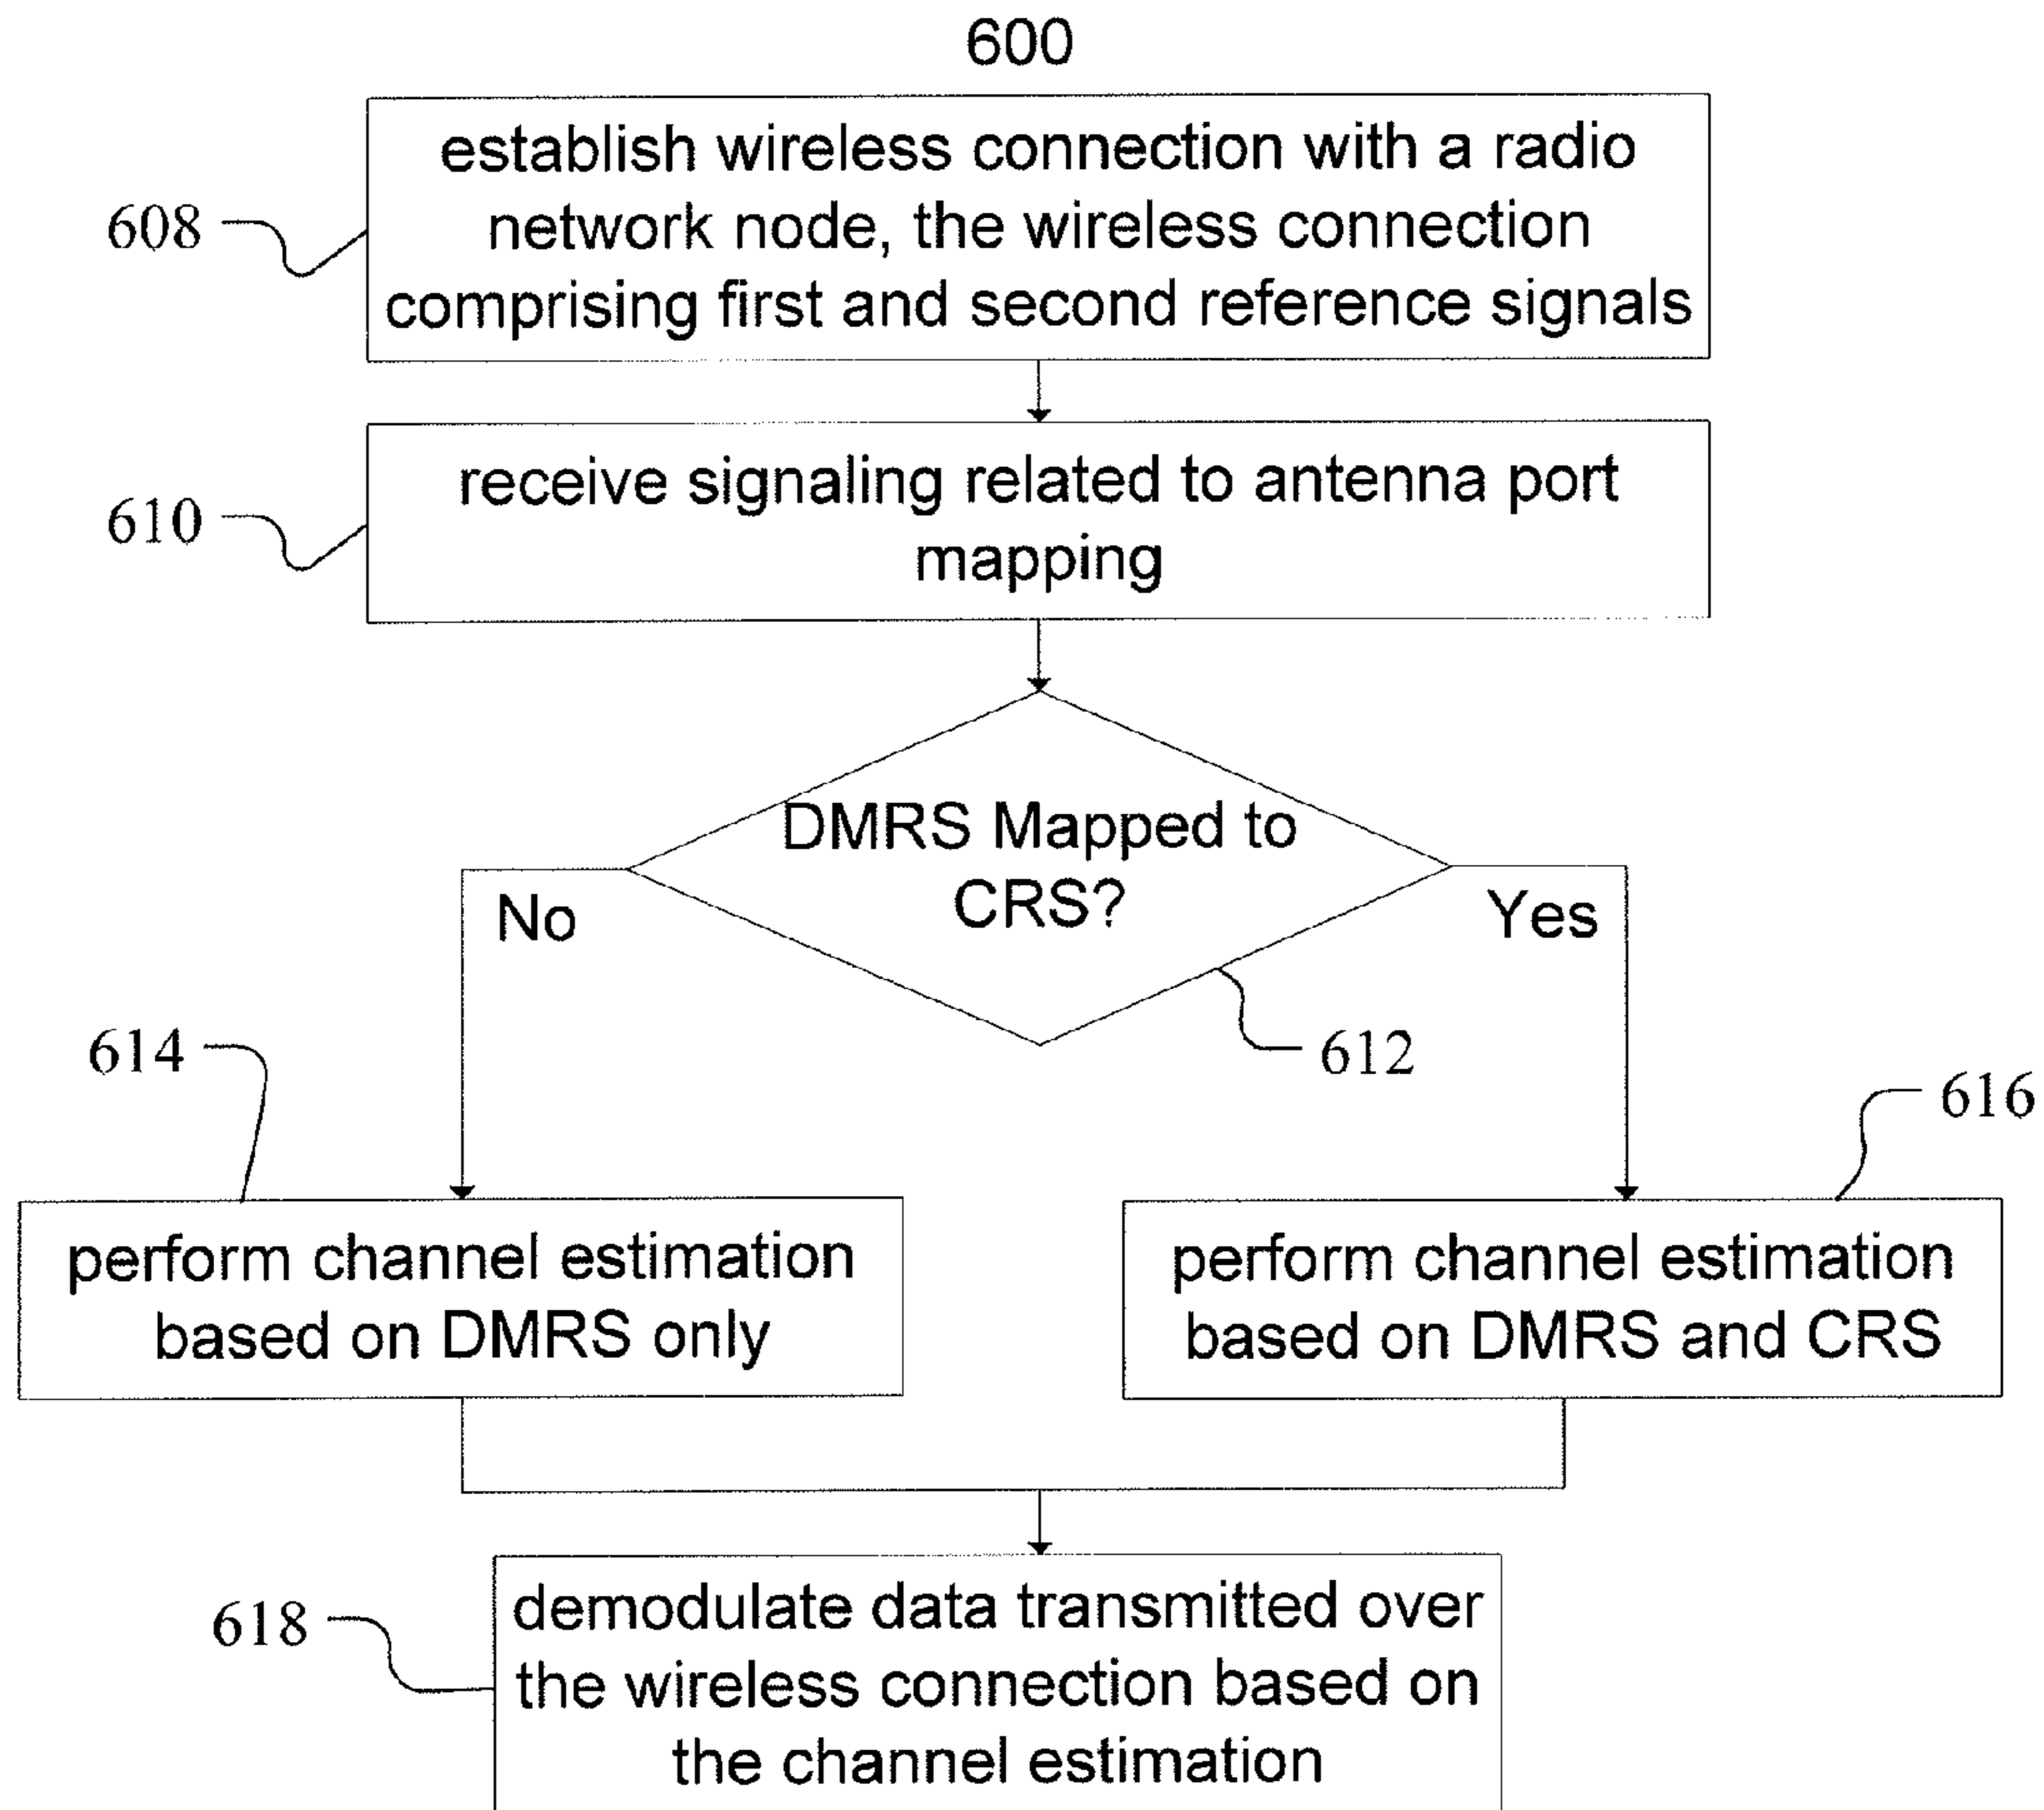 600
establish wireless connection with a radio
network node, the wireless connection
comprising first and second reference signals
608
receive signaling related to antenna port
mapping
610
DMRS Mapped to
CRS?
No
Yes
612
614
616
perform channel estimation
based on DMRS only
perform channel estimation
based on DMRS and CRS
618
demodulate data transmitted over
the wireless connection based on
the channel estimation